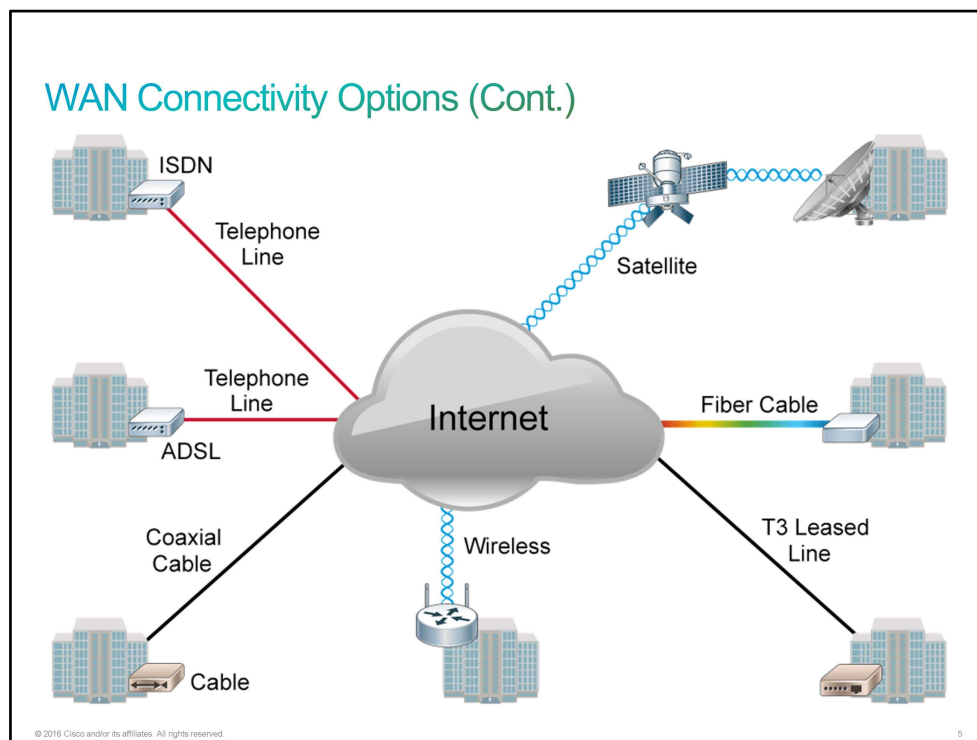 WAN Connectivity Options (Cont.)
ISDN
Telephone
Line
Satellite
Telephone
Line
ADSL
Internet
Fiber Cable
Coaxial
Cable
Wireless
T3 Leased
Line
Cable
© 2016 Cisco and/or its affiliates. All rights reserved.
5